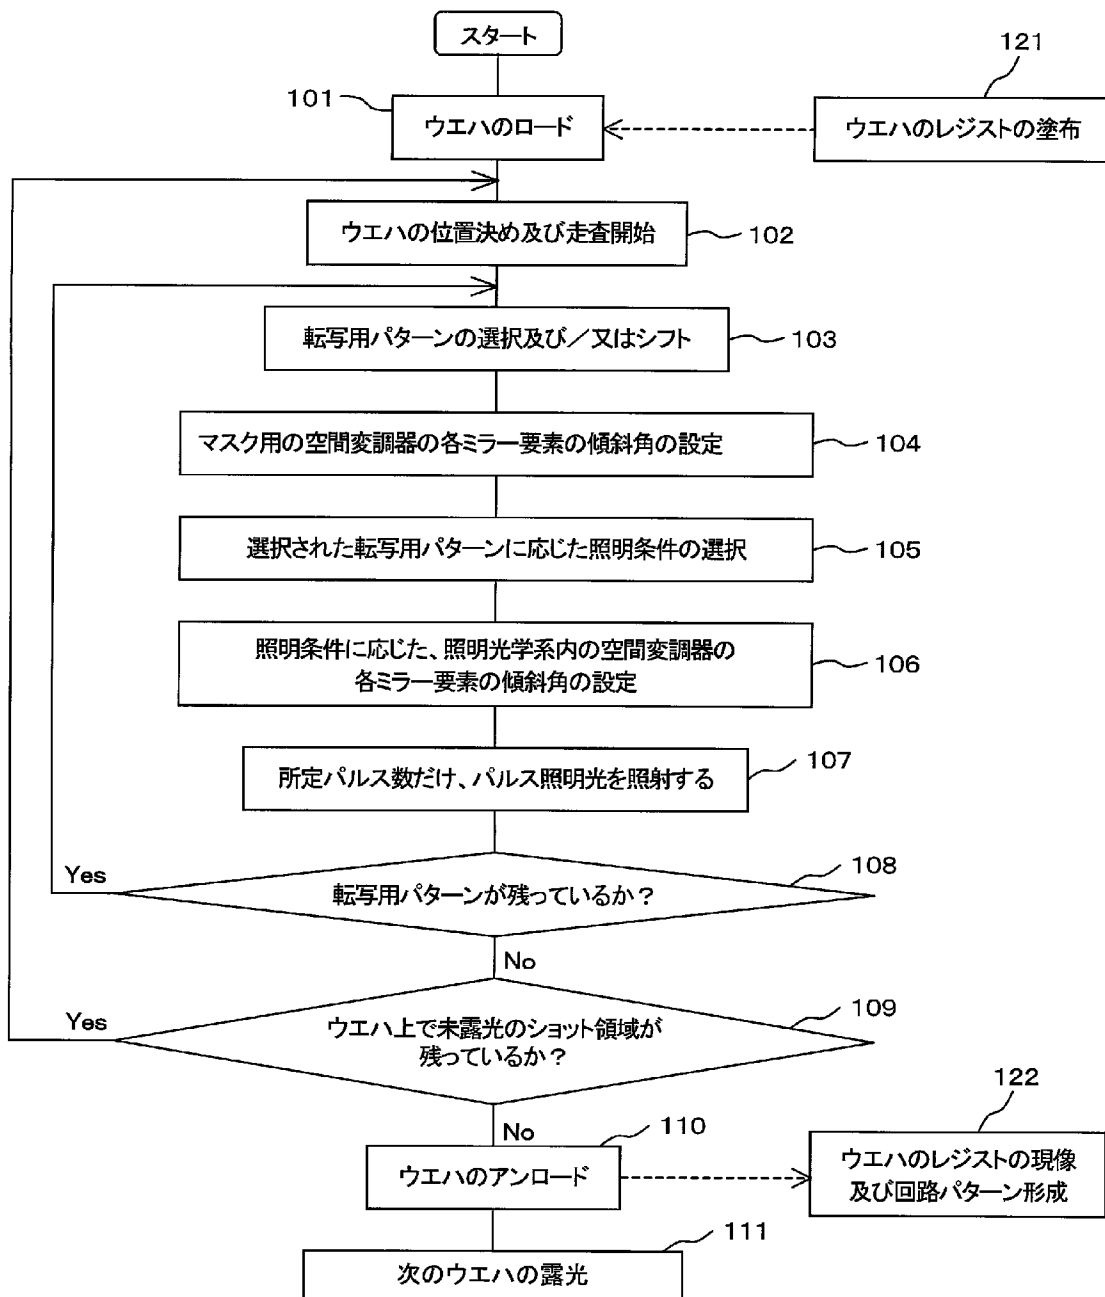 スタート
121
101
ウエハのロード
ウエハのレジストの塗布
ウエハの位置決め及び走査開始
102
転写用パターンの選択及び／又はシフト
103
マスク用の空間変調器の各ミラー要素の傾斜角の設定
104
選択された転写用パターンに応じた照明条件の選択
105
照明条件に応じた、照明光学系内の空間変調器の
各ミラー要素の傾斜角の設定
106
所定パルス数だけ、パルス照明光を照射する
107
Yes
転写用パターンが残っているか？
108
No
Yes
ウエハ上で未露光のショット領域が
残っているか？
109
No
110
122
ウエハのアンロード
ウエハのレジストの現像
及び回路パターン形成
111
次のウエハの露光